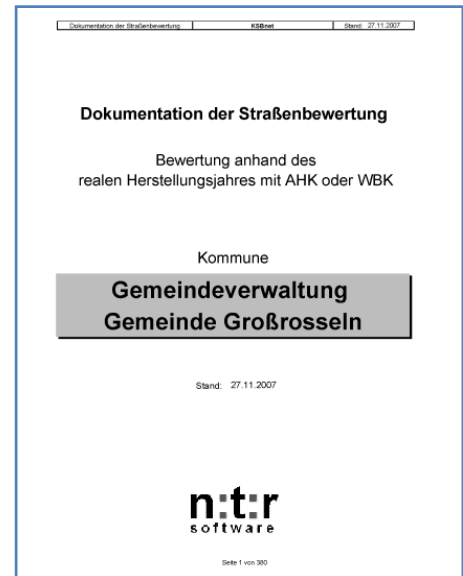 Dokumentation der Straßenbewertung KSBnet Stand: 27.11.2007
Dokumentation der Straßenbewertung
Bewertung anhand des
realen Herstellungsjahres mit AHK oder WBK
Kommune
Gemeindeverwaltung
Gemeinde Großrosseln
Stand: 27.11.2007
n:t:r
software
Seite 1 von 380